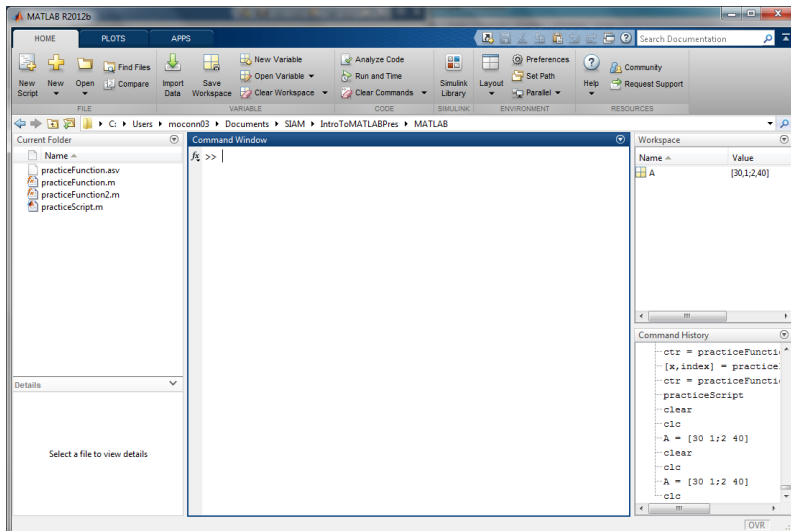 MATLAB R2012b
HOME PLOTS APPS Search Documentation
New Script New Open Find Files Compare Import Data Save Workspace New Variable Open Variable Clear Workspace Analyze Code Run and Time Clear Commands Simulink Library Layout Preferences Set Path Parallel Help Community Request Support
FILE VARIABLE CODE SIMULINK ENVIRONMENT RESOURCES
C: Users moconn03 Documents SIAM IntroToMATLABPres MATLAB
Current Folder
Name
practiceFunction.asv
practiceFunction.m
practiceFunction2.m
practiceScript.m
Details
Select a file to view details
Command Window
fx >>
Workspace
Name Value
A [30,1;2,40]
Command History
ctr = practiceFuncti
[x,index] = practice
ctr = practiceFuncti
practiceScript
clear
clc
A = [30 1;2 40]
clear
clc
A = [30 1;2 40]
clc
OVR